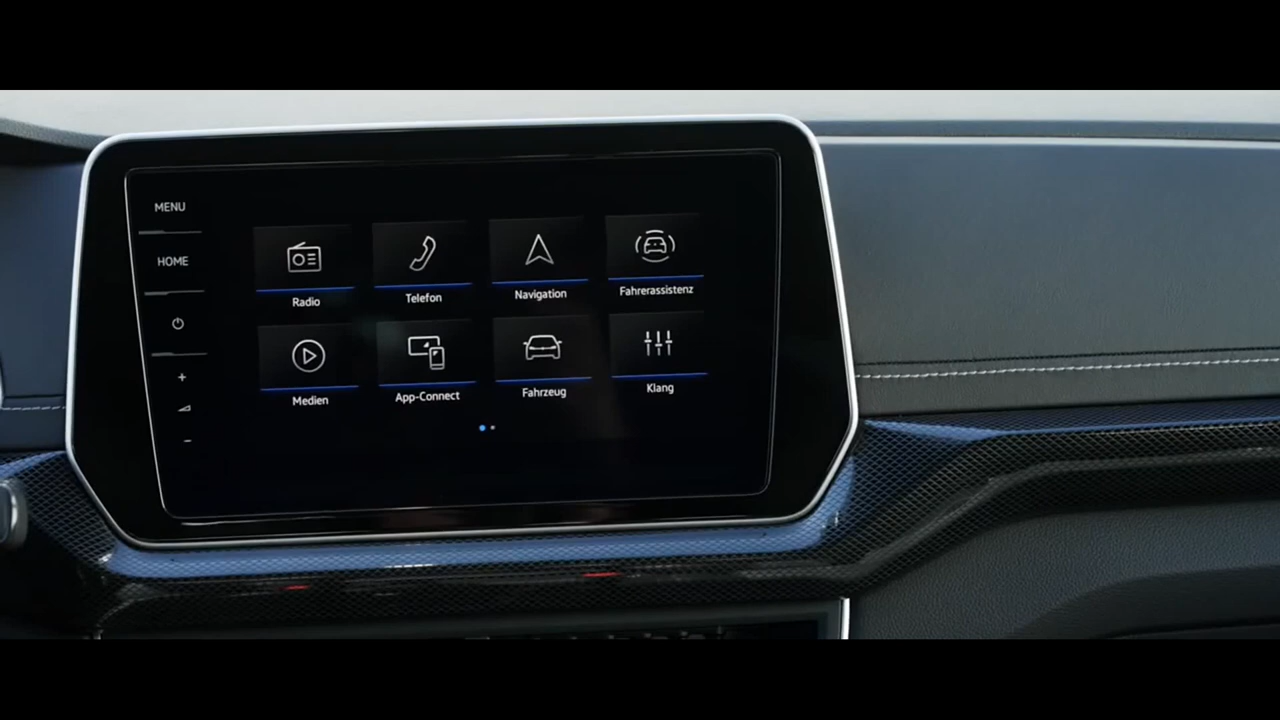 MENU
HOME
Radio
Telefon
Navigation
Fahrerassistenz
Medien
App-Connect
Fahrzeug
Klang